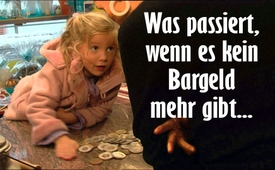 Was passiert,
wenn es kein
Bargeld
mehr gibt...